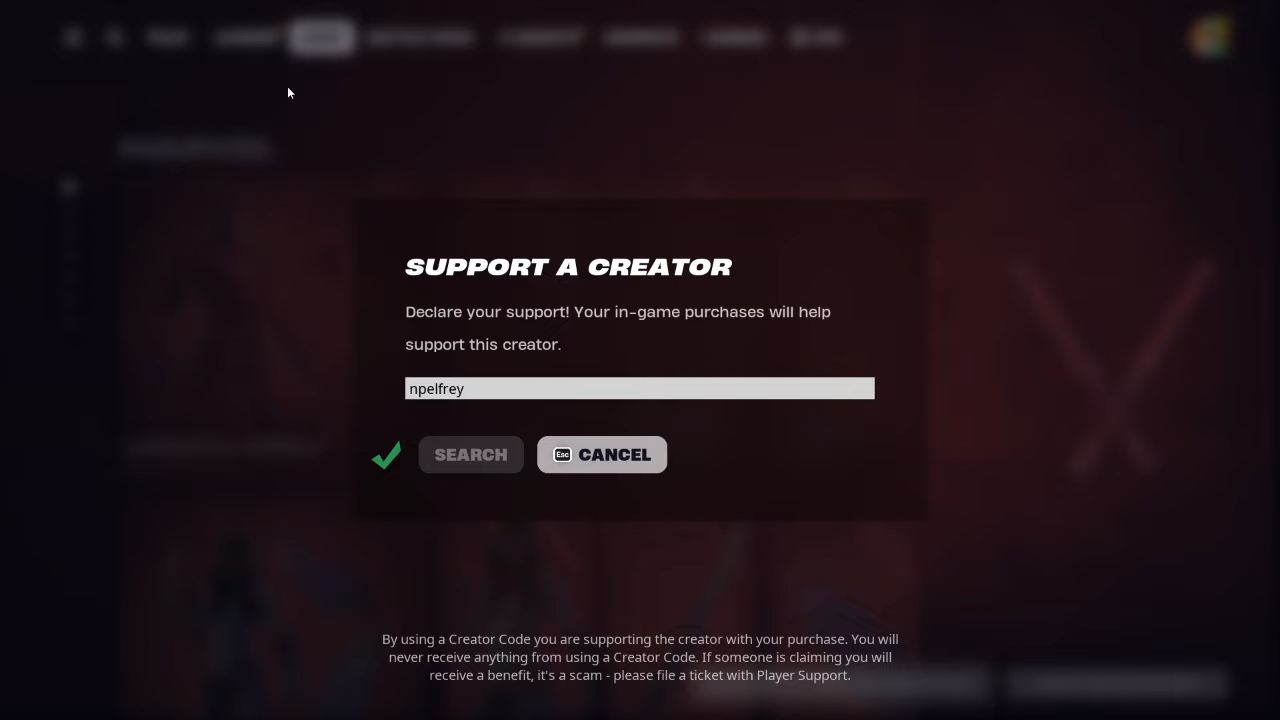 SUPPORT A CREATOR
Declare your support! Your in-game purchases will help
support this creator.
npelfrey
SEARCH
Esc CANCEL
By using a Creator Code you are supporting the creator with your purchase. You will
never receive anything from using a Creator Code. If someone is claiming you will
receive a benefit, it's a scam - please file a ticket with Player Support.